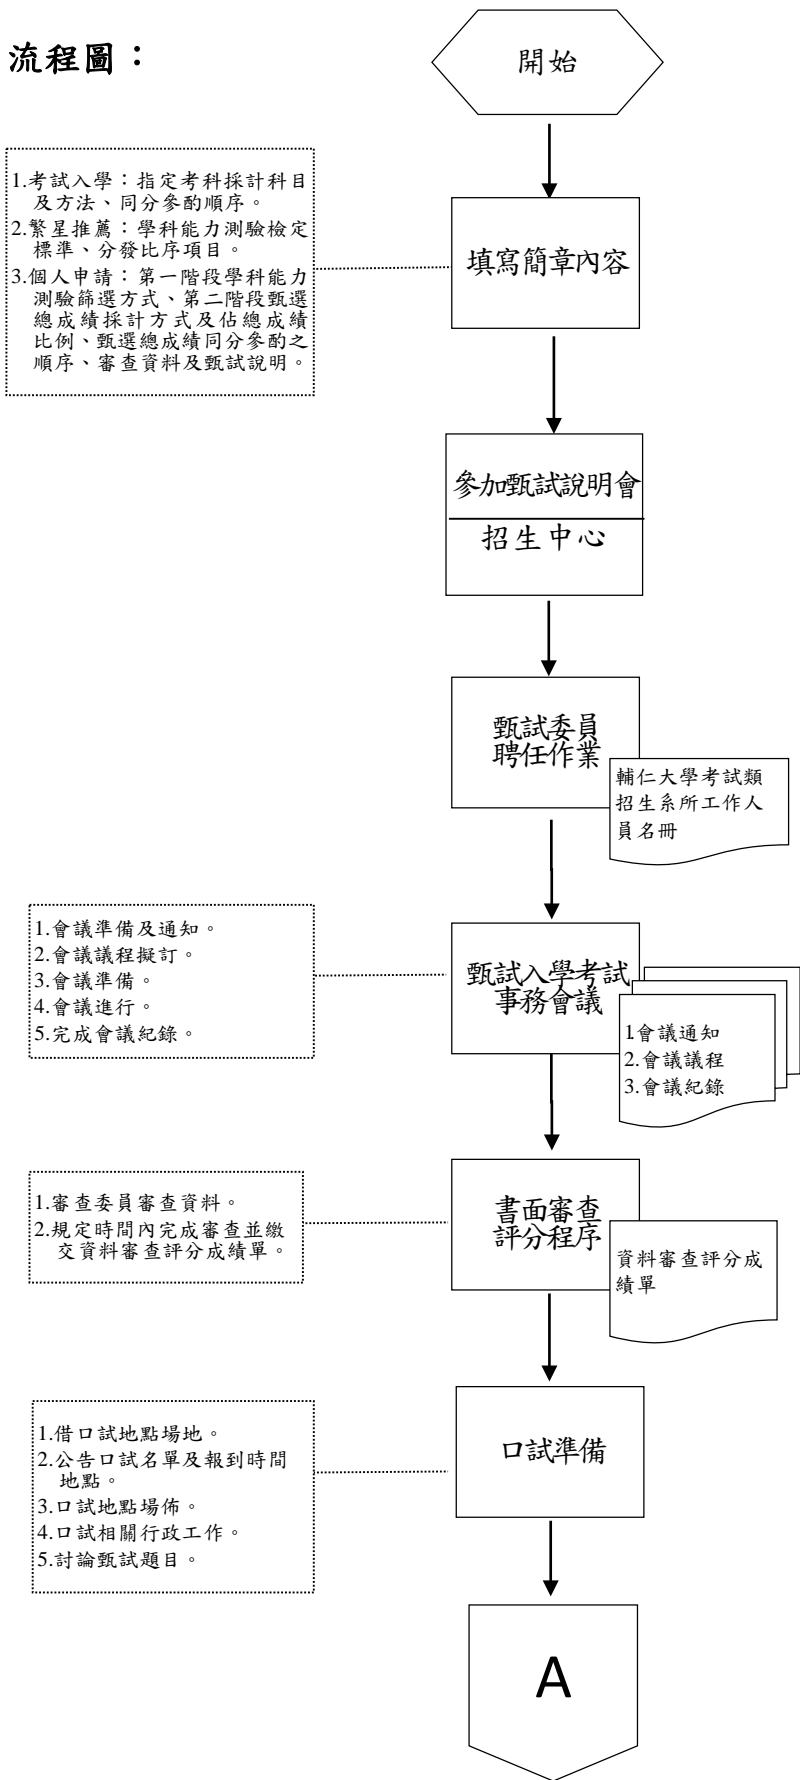 流程圖：
開始
1.考試入學：指定考科採計科目
及方法、同分參酌順序。
2.繁星推薦：學科能力測驗檢定
標準、分發比序項目。
3.個人申請：第一階段學科能力
測驗篩選方式、第二階段甄選
總成績採計方式及佔總成績
比例、甄選總成績同分參酌之
順序、審查資料及甄試說明。
填寫簡章內容
參加甄試說明會
招生中心
甄試委員
聘任作業
輔仁大學考試類
招生系所工作人
員名冊
1.會議準備及通知。
2.會議議程擬訂。
3.會議準備。
4.會議進行。
5.完成會議紀錄。
甄試入學考試
事務會議
1.會議通知
2.會議議程
3.會議紀錄
1.審查委員審查資料。
2.規定時間內完成審查並繳
交資料審查評分成績單。
書面審查
評分程序
資料審查評分成
績單
1.借口試地點場地。
2.公告口試名單及報到時間
地點。
3.口試地點場佈。
4.口試相關行政工作。
5.討論甄試題目。
口試準備
A